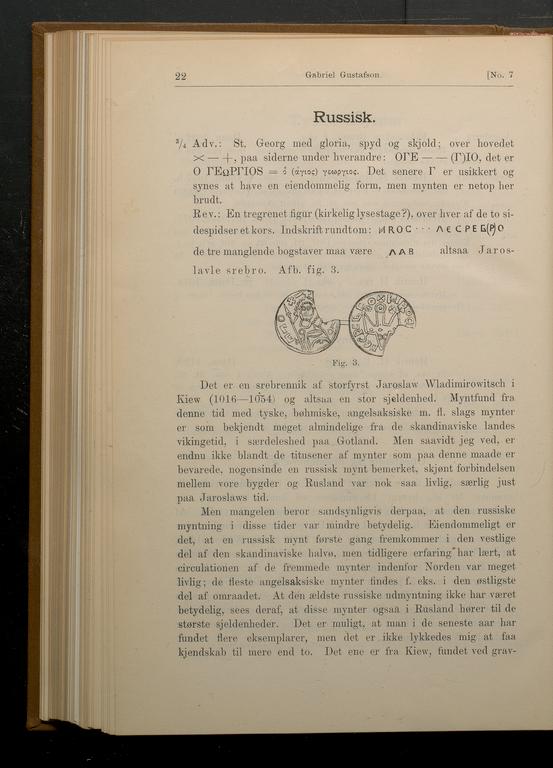 22 Gabriel Gustafson. [No. 7
Russisk.
³/₄ Adv.: St. Georg med gloria, spyd og skjold; over hovedet
× — +, paa siderne under hverandre: ΟΓΕ — — (Γ)ΙΟ, det er
Ο ΓΕΩΡΓΙΟS = ὁ (ἅγιος) γεωργιος. Det senere Γ er usikkert og
synes at have en eiendommelig form, men mynten er netop her
brudt.
Rev.: En tregrenet figur (kirkelig lysestage?), over hver af de to si-
despidser et kors. Indskrift rundtom: ИROC · · · ΛЄCPEБ(P)O
de tre manglende bogstaver maa være ΛAB altsaa Jaros-
lavle srebro. Afb. fig. 3.
Fig. 3.
Det er en srebrennik af storfyrst Jaroslaw Wladimirowitsch i
Kiew (1016—1054) og altsaa en stor sjeldenhed. Myntfund fra
denne tid med tyske, bøhmiske, angelsaksiske m. fl. slags mynter
er som bekjendt meget almindelige fra de skandinaviske landes
vikingetid, i særdeleshed paa Gotland. Men saavidt jeg ved, er
endnu ikke blandt de titusener af mynter som paa denne maade er
bevarede, nogensinde en russisk mynt bemerket, skjønt forbindelsen
mellem vore bygder og Rusland var nok saa livlig, særlig just
paa Jaroslaws tid.
Men mangelen beror sandsynligvis derpaa, at den russiske
myntning i disse tider var mindre betydelig. Eiendommeligt er
det, at en russisk mynt første gang fremkommer i den vestlige
del af den skandinaviske halvø, men tidligere erfaring har lært, at
circulationen af de fremmede mynter indenfor Norden var meget
livlig; de fleste angelsaksiske mynter findes f. eks. i den østligste
del af omraadet. At den ældste russiske udmyntning ikke har været
betydelig, sees deraf, at disse mynter ogsaa i Rusland hører til de
største sjeldenheder. Det er muligt, at man i de seneste aar har
fundet flere eksemplarer, men det er ikke lykkedes mig at faa
kjendskab til mere end to. Det ene er fra Kiew, fundet ved grav-